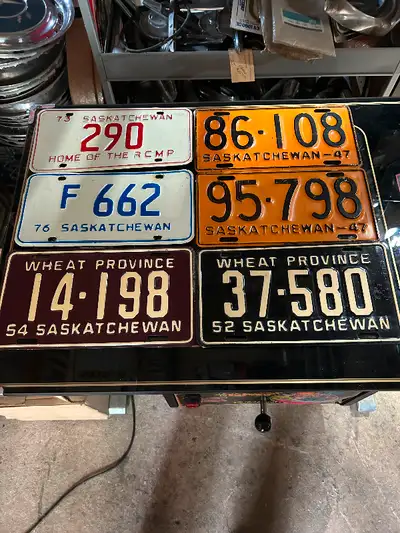 73 SASKATCHEWAN
290
HOME OF THE R.C.M.P.
86-108
SASKATCHEWAN-47
F 662
76 SASKATCHEWAN
95-798
SASKATCHEWAN-47
WHEAT PROVINCE
14-198
54 SASKATCHEWAN
WHEAT PROVINCE
37-580
52 SASKATCHEWAN